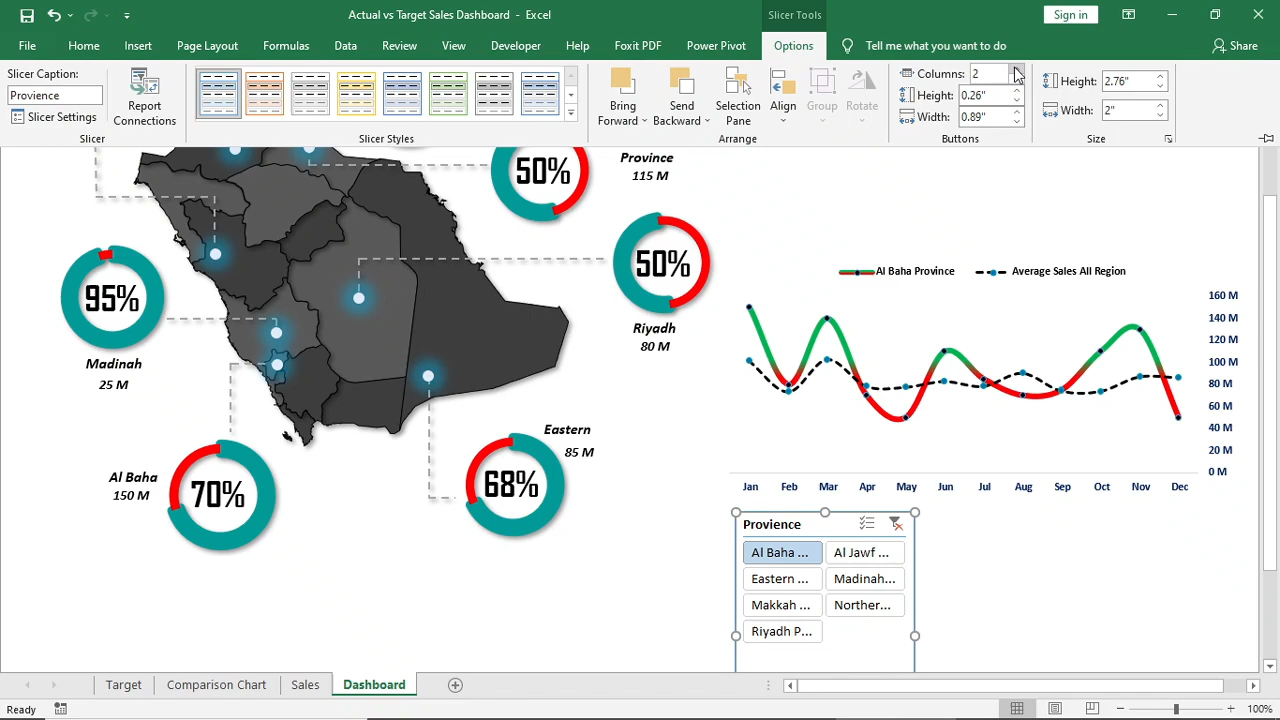 Actual vs Target Sales Dashboard - Excel
Slicer Tools
Sign in
File
Home
Insert
Page Layout
Formulas
Data
Review
View
Developer
Help
Foxit PDF
Power Pivot
Options
Tell me what you want to do
Share
Slicer Caption:
Provience
Slicer Settings
Report
Connections
Slicer
Slicer Styles
Bring
Forward
Send
Backward
Selection
Pane
Align
Group
Rotate
Arrange
Columns: 2
Height: 0.26"
Width: 0.89"
Buttons
Height: 2.76"
Width: 2"
Size
50%
Province
115 M
50%
Riyadh
80 M
95%
Madinah
25 M
Al Baha
150 M
70%
Eastern
85 M
68%
Al Baha Province
Average Sales All Region
160 M
140 M
120 M
100 M
80 M
60 M
40 M
20 M
0 M
Jan Feb Mar Apr May Jun Jul Aug Sep Oct Nov Dec
Provience
Al Baha ...
Al Jawf ...
Eastern ...
Madinah...
Makkah ...
Norther...
Riyadh P...
Target
Comparison Chart
Sales
Dashboard
Ready
100%